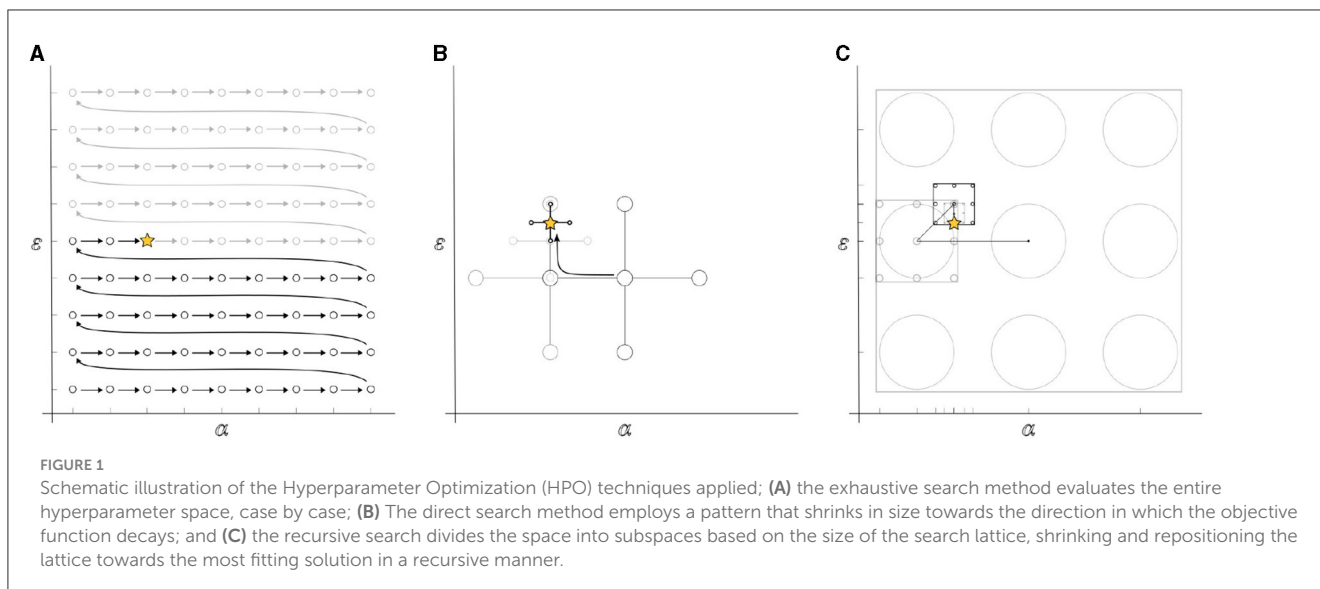 A
B
C
ε
α
ε
α
ε
α
FIGURE 1
Schematic illustration of the Hyperparameter Optimization (HPO) techniques applied; (A) the exhaustive search method evaluates the entire
hyperparameter space, case by case; (B) The direct search method employs a pattern that shrinks in size towards the direction in which the objective
function decays; and (C) the recursive search divides the space into subspaces based on the size of the search lattice, shrinking and repositioning the
lattice towards the most fitting solution in a recursive manner.